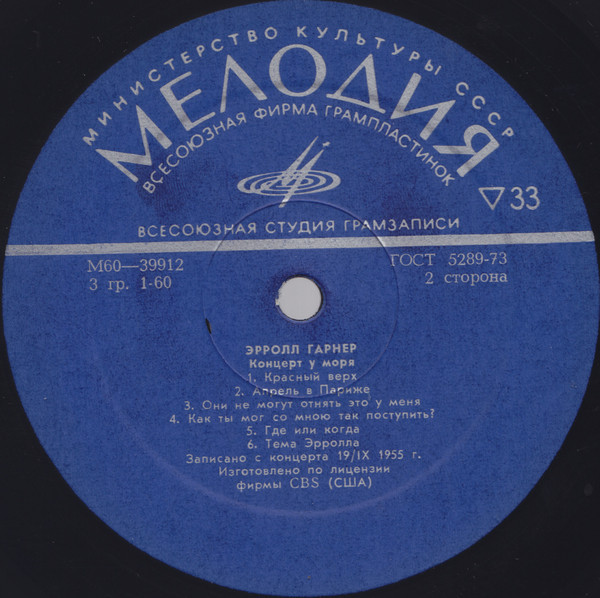 МИНИСТЕРСТВО КУЛЬТУРЫ СССР
МЕЛОДИЯ
ВСЕСОЮЗНАЯ ФИРМА ГРАМПЛАСТИНОК
33
ВСЕСОЮЗНАЯ СТУДИЯ ГРАМЗАПИСИ
М60—39912
ГОСТ 5289-73
3 гр. 1-60
2 сторона
ЭРРОЛЛ ГАРНЕР
Концерт у моря
1. Красный верх
2. Апрель в Париже
3. Они не могут отнять это у меня
4. Как ты мог со мною так поступить?
5. Где или когда
6. Тема Эрролла
Записано с концерта 19/IX 1955 г.
Изготовлено по лицензии
фирмы CBS (США)